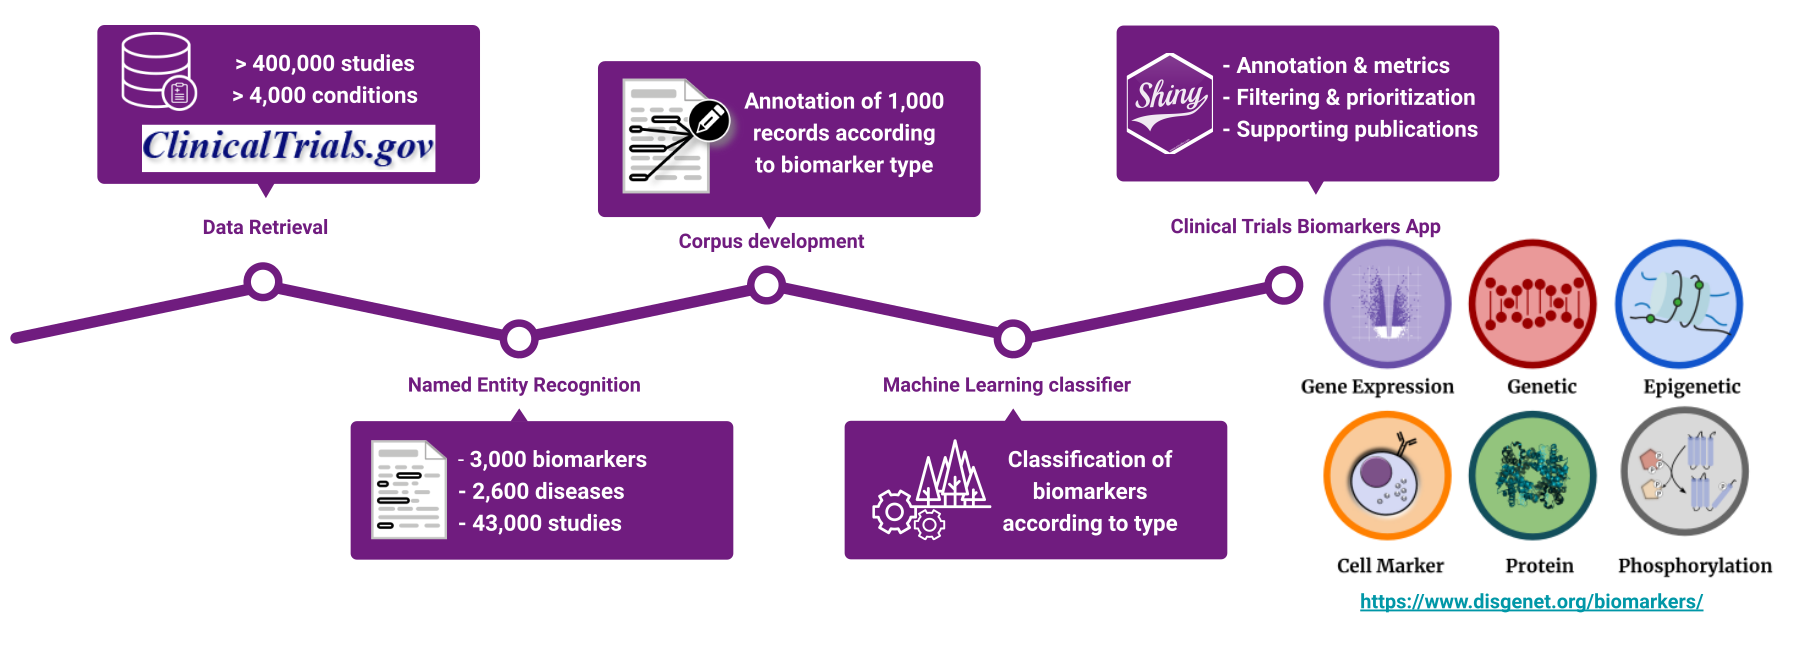 > 400,000 studies
> 4,000 conditions
ClinicalTrials.gov
Data Retrieval
Named Entity Recognition
- 3,000 biomarkers
- 2,600 diseases
- 43,000 studies
Annotation of 1,000
records according
to biomarker type
Corpus development
Machine Learning classifier
Classification of
biomarkers
according to type
Shiny
- Annotation & metrics
- Filtering & prioritization
- Supporting publications
Clinical Trials Biomarkers App
Gene Expression
Genetic
Epigenetic
Cell Marker
Protein
Phosphorylation
https://www.disgenet.org/biomarkers/